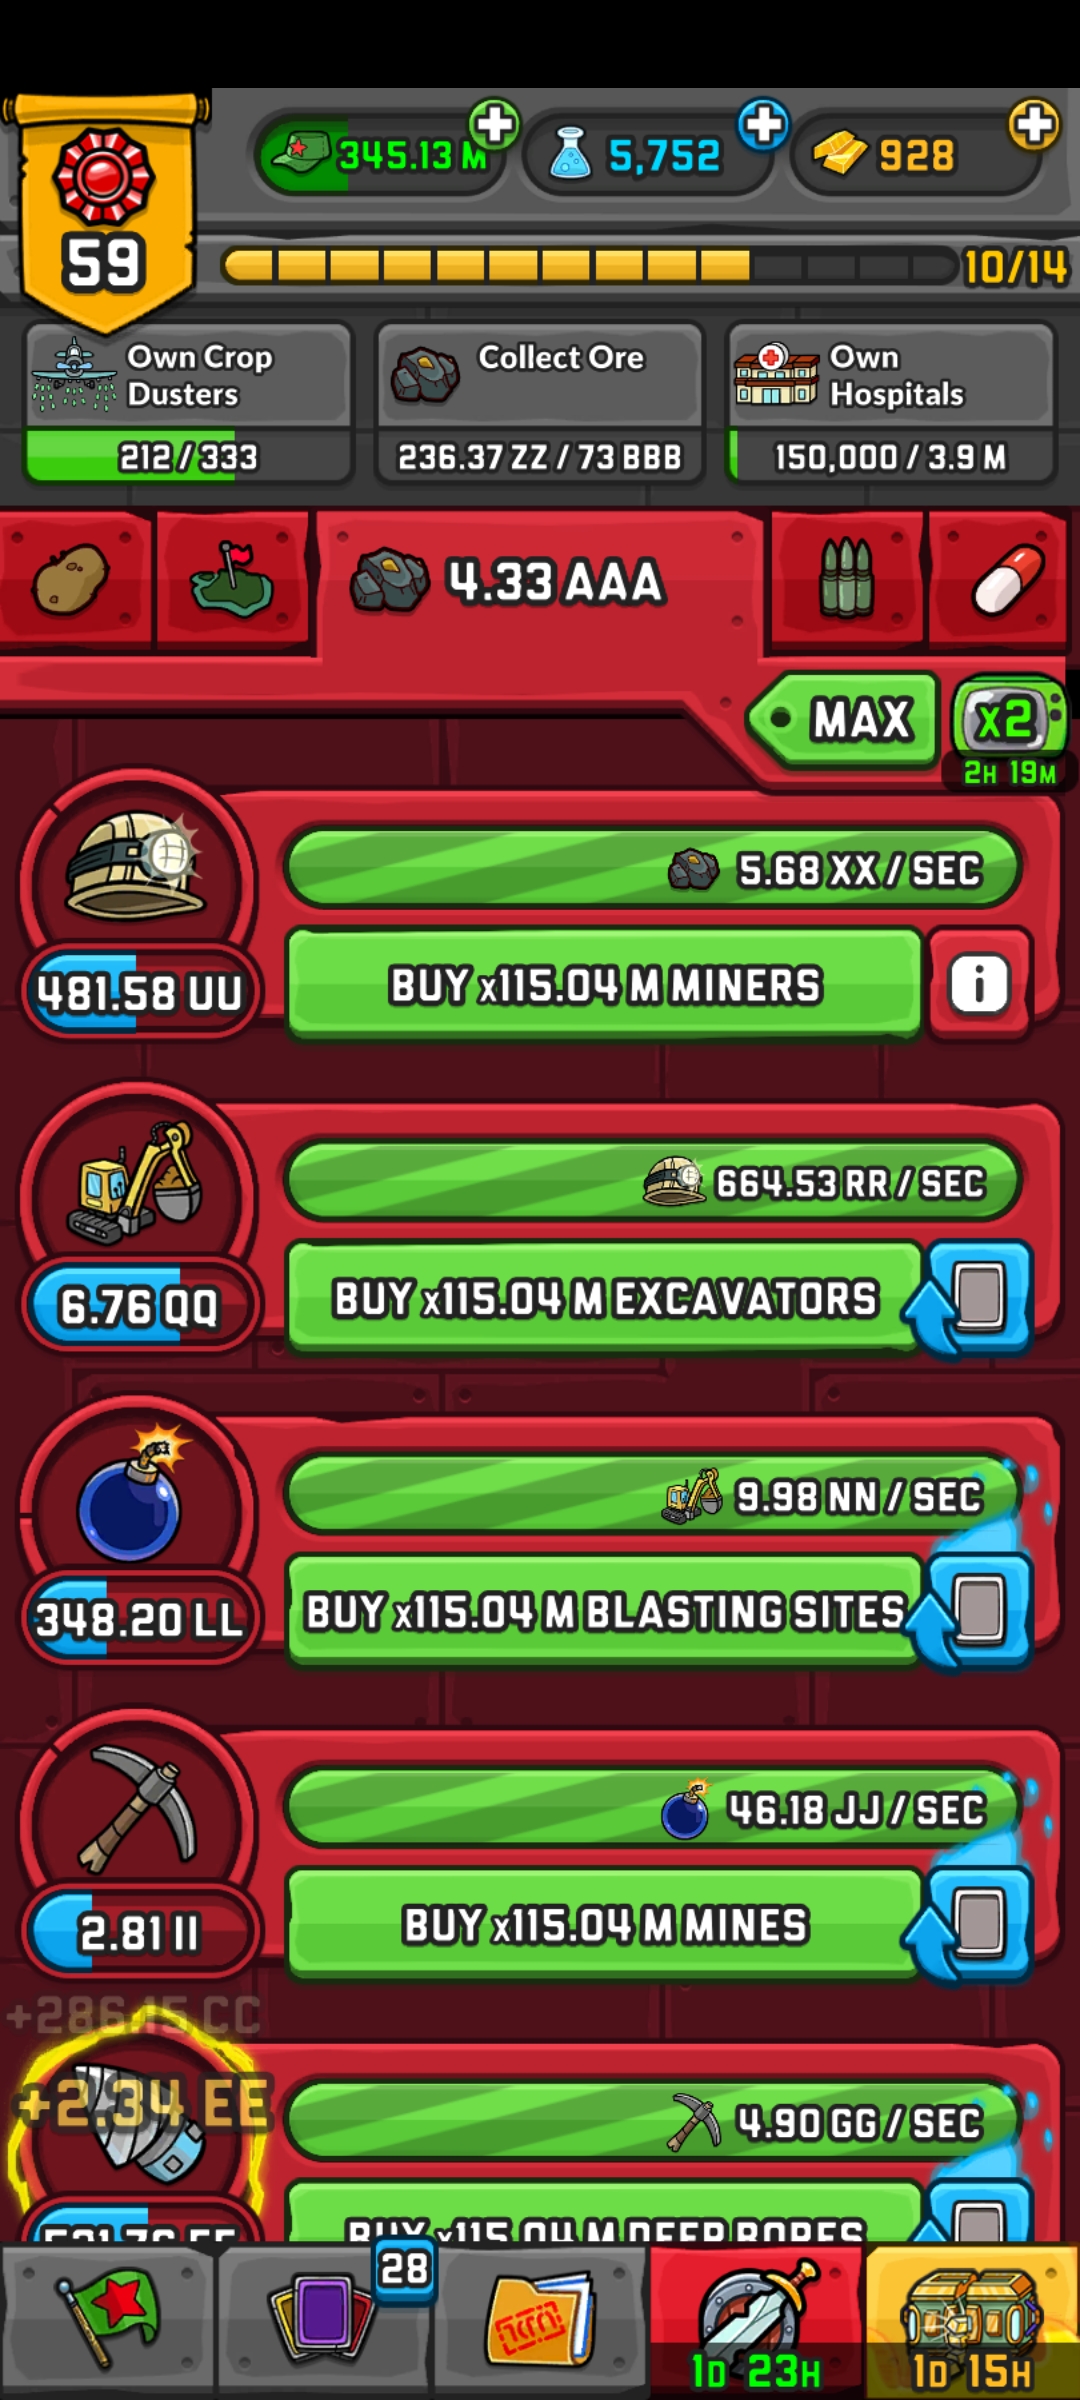 345.13 M
5,752
928
59
10/14
Own Crop
Dusters
212 / 333
Collect Ore
236.37 ZZ / 73 BBB
Own
Hospitals
150,000 / 3.9 M
4.33 AAA
MAX
x2
2H 19M
5.68 XX / SEC
481.58 UU
BUY x115.04 M MINERS
i
664.53 RR / SEC
6.76 QQ
BUY x115.04 M EXCAVATORS
9.98 NN / SEC
348.20 LL
BUY x115.04 M BLASTING SITES
46.18 JJ / SEC
2.81 II
BUY x115.04 M MINES
+286.15 CC
+2.34 EE
4.90 GG / SEC
BUY x115.04 M DEEP BORES
28
1D 23H
1D 15H